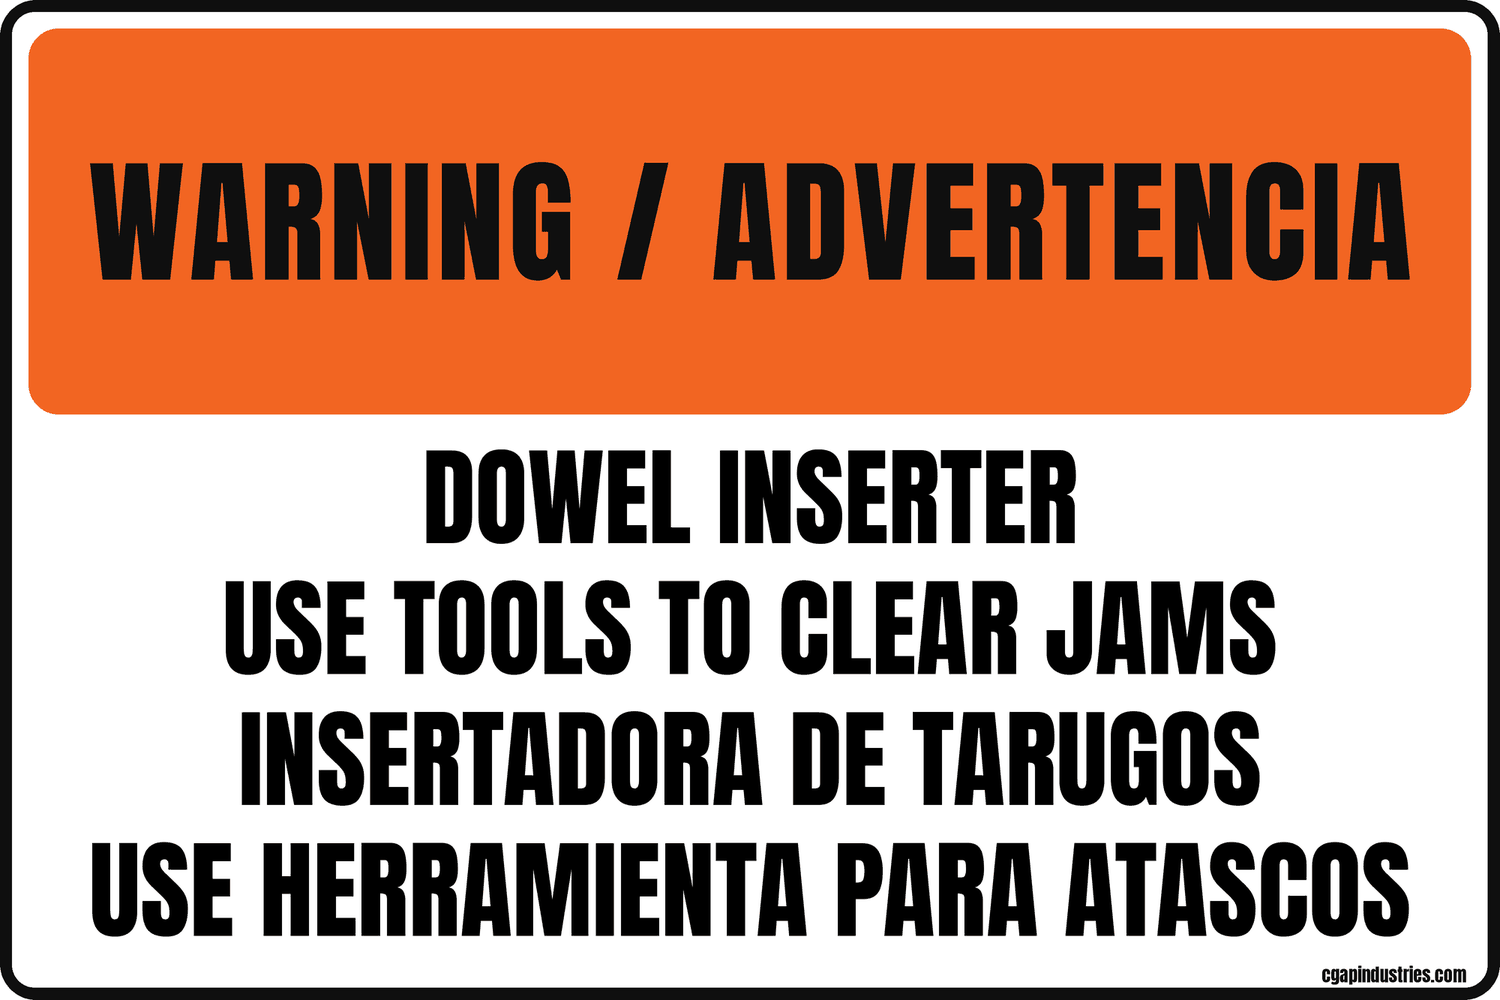 WARNING / ADVERTENCIA
DOWEL INSERTER
USE TOOLS TO CLEAR JAMS
INSERTADORA DE TARUGOS
USE HERRAMIENTA PARA ATASCOS
cgapindustries.com